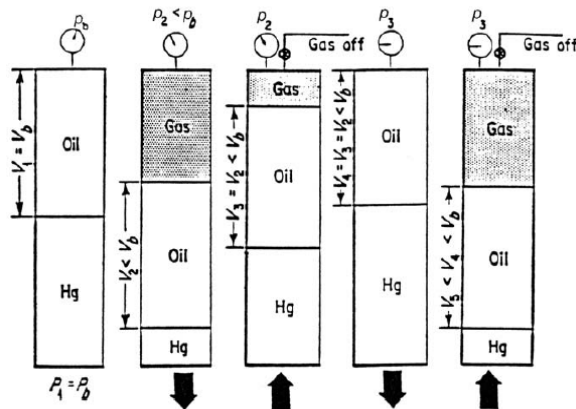 p_b
p_2 < p_b
p_2
Gas off
p_3
p_3
Gas off
V_1 = V_b
Oil
Hg
P_1 = P_b
Gas
V_2 < V_b
Oil
Hg
V_3 = V_2 < V_b
Oil
Hg
V_4 = V_3 = V_2 < V_b
Oil
Hg
Gas
V_5 < V_4 < V_b
Oil
Hg